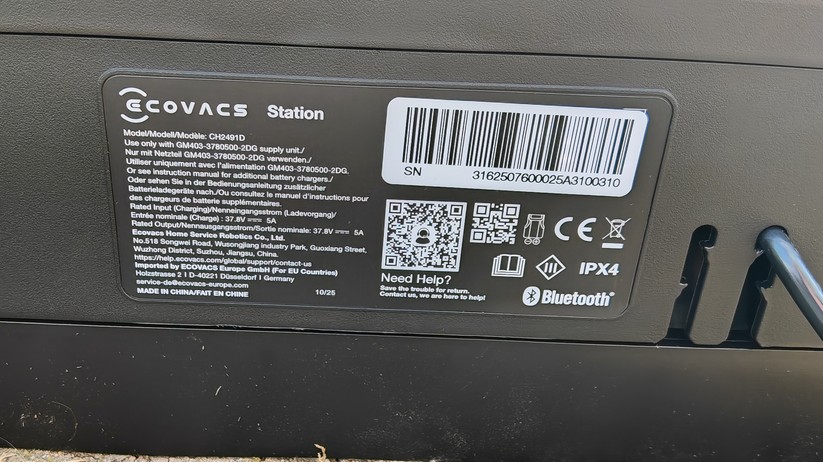 ECOVACS Station
Model/Modell/Modèle: CH2491D
Use only with GM403-3780500-2DG supply unit./
Nur mit Netzteil GM403-3780500-2DG verwenden./
Utiliser uniquement avec l'alimentation GM403-3780500-2DG.
Or see instruction manual for additional battery chargers./
Oder sehen Sie in der Bedienungsanleitung zusätzlicher
Batterieladegeräte nach./Ou consultez le manuel d'instructions pour
des chargeurs de batterie supplémentaires.
Rated Input (Charging)/Nenneingangsstrom (Ladevorgang)/
Entrée nominale (Charge) : 37.8V ⎓ 5A
Rated Output/Nennausgangsstrom/Sortie nominale: 37.8V ⎓ 5A
Ecovacs Home Service Robotics Co., Ltd.
No.518 Songwei Road, Wusongjiang industry Park, Guoxiang Street,
Wuzhong District, Suzhou, Jiangsu, China.
https://help.ecovacs.com/global/support/contact-us
Imported by ECOVACS Europe GmbH (For EU Countries)
Holzstrasse 2 I D-40221 Düsseldorf I Germany
service-de@ecovacs-europe.com
MADE IN CHINA/FAIT EN CHINE 10/25
SN 3162507600025A3100310
CE
III IPX4
Need Help?
Save the trouble for return.
Contact us, we are here to help!
Bluetooth®